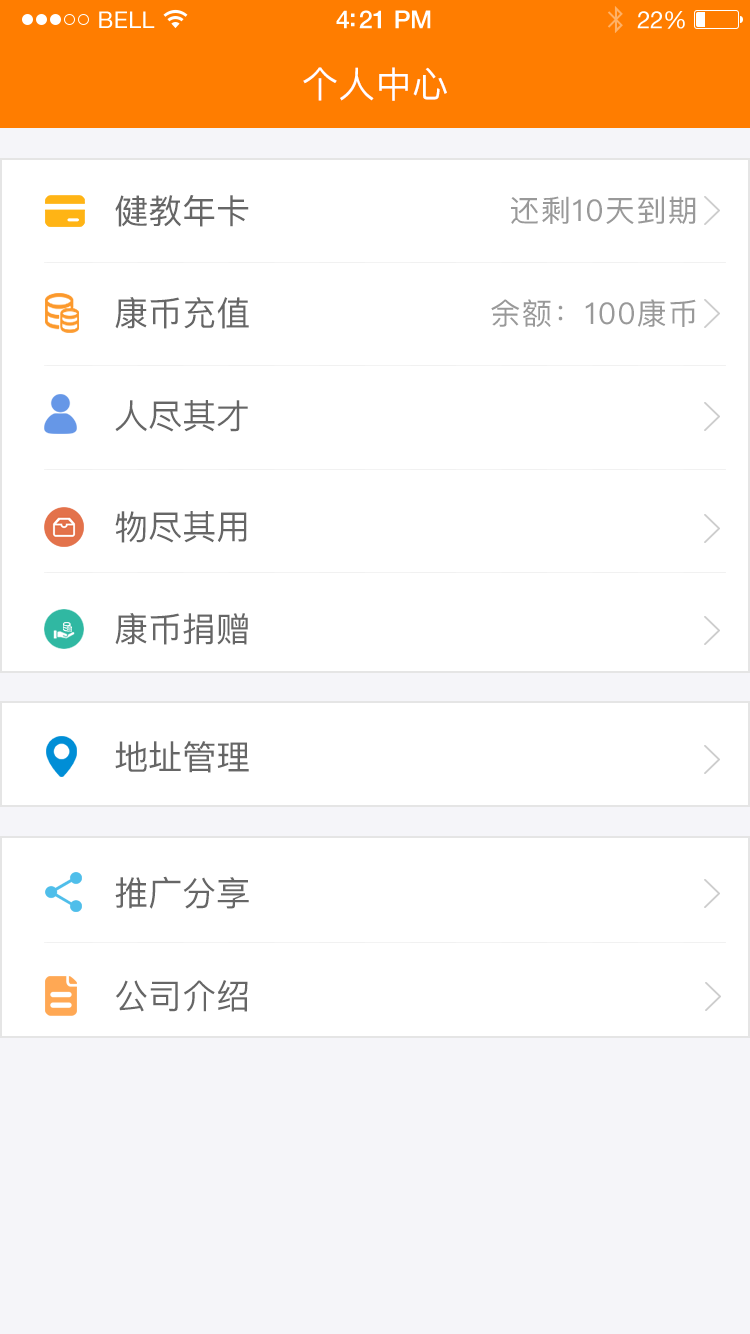 BELL 4:21 PM 22%
个人中心
健教年卡 还剩10天到期
康币充值 余额：100康币
人尽其才
物尽其用
康币捐赠
地址管理
推广分享
公司介绍